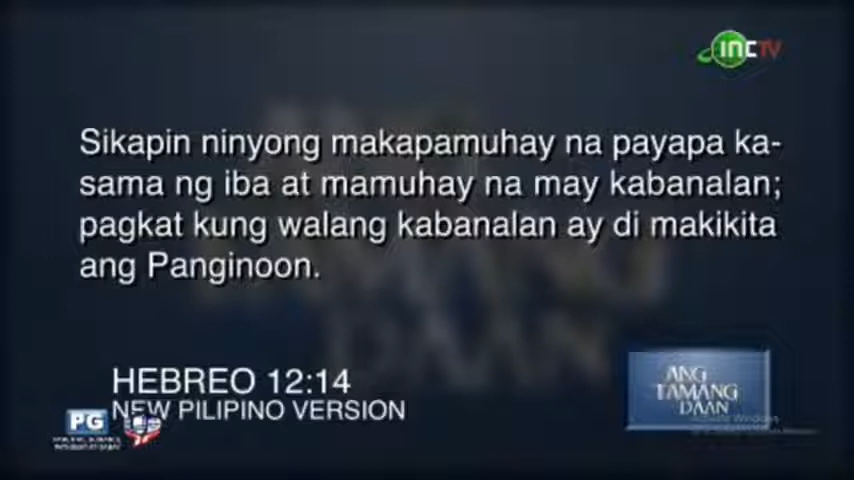 iNCTV
Sikapin ninyong makapamuhay na payapa ka-
sama ng iba at mamuhay na may kabanalan;
pagkat kung walang kabanalan ay di makikita
ang Panginoon.
HEBREO 12:14
NEW PILIPINO VERSION
PG
ANG
TAMANG
DAAN